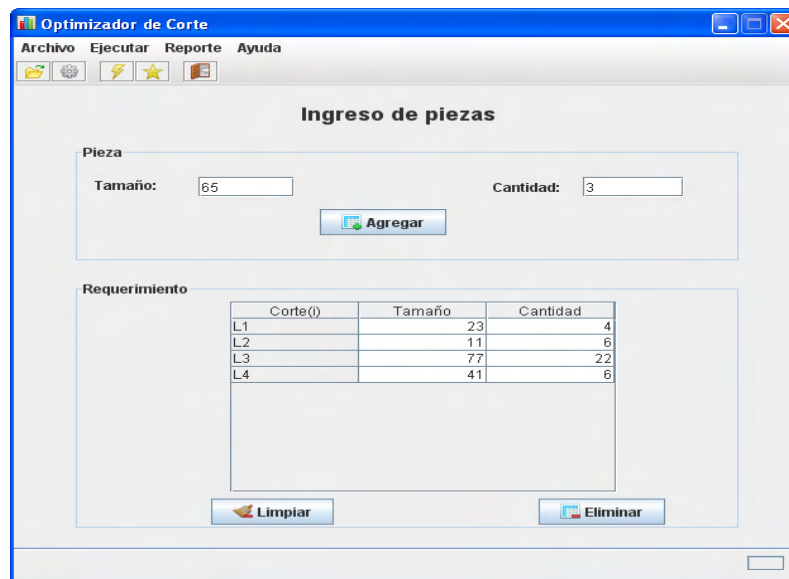 Optimizador de Corte
Archivo Ejecutar Reporte Ayuda
Ingreso de piezas
Pieza
Tamaño: 65 Cantidad: 3
Agregar
Requerimiento
Corte(i) Tamaño Cantidad
L1 23 4
L2 11 6
L3 77 22
L4 41 6
Limpiar Eliminar